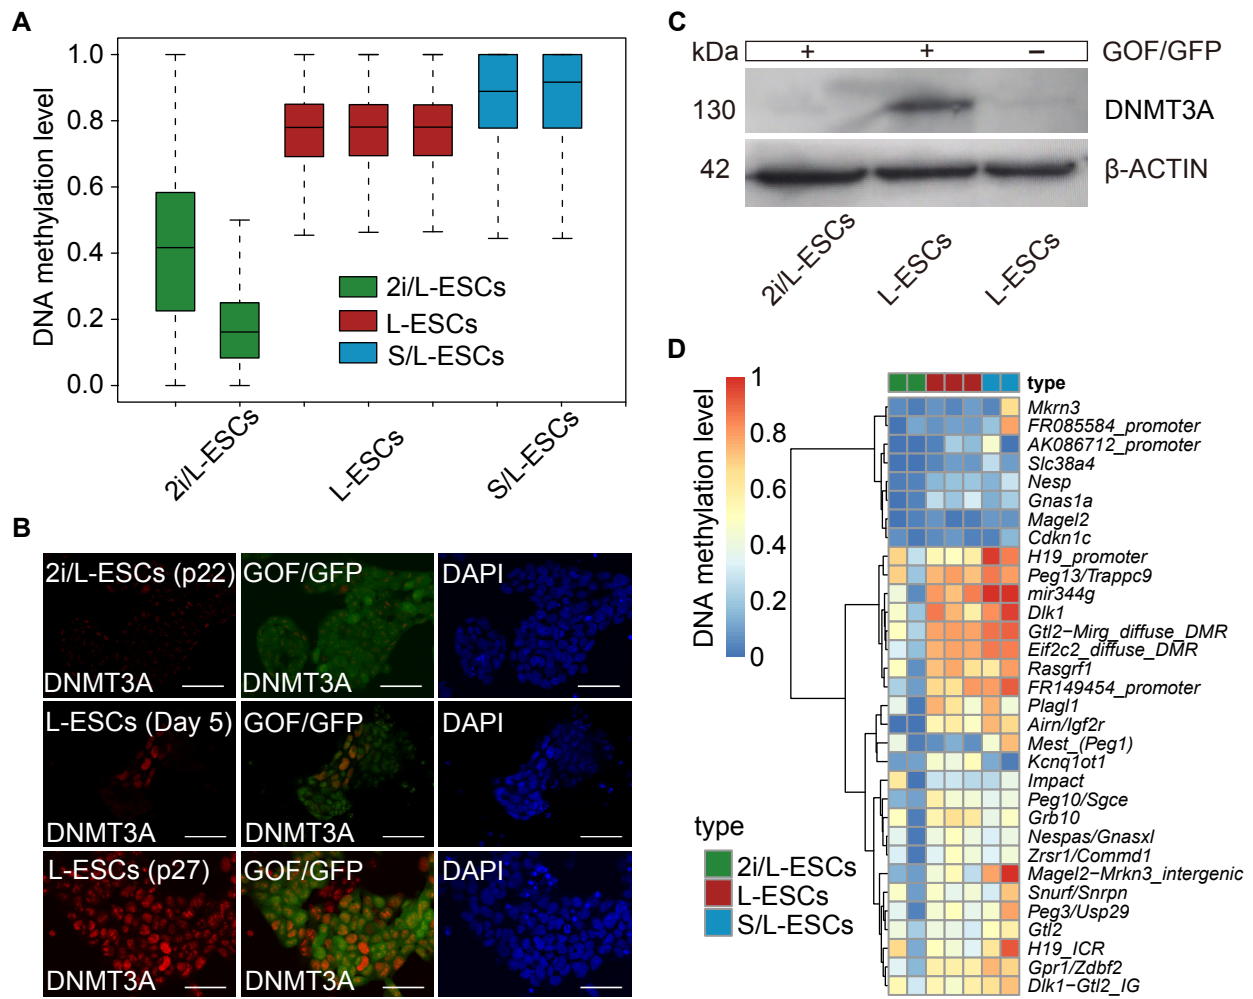 A
DNA methylation level
1.0
0.8
0.6
0.4
0.2
0.0
2i/L-ESCs
L-ESCs
S/L-ESCs
2i/L-ESCs
L-ESCs
S/L-ESCs
B
2i/L-ESCs (p22)
GOF/GFP
DAPI
DNMT3A
DNMT3A
L-ESCs (Day 5)
GOF/GFP
DAPI
DNMT3A
DNMT3A
L-ESCs (p27)
GOF/GFP
DAPI
DNMT3A
DNMT3A
C
kDa + + − GOF/GFP
130 DNMT3A
42 β-ACTIN
2i/L-ESCs
L-ESCs
L-ESCs
D
DNA methylation level
1
0.8
0.6
0.4
0.2
0
type
Mkrn3
FR085584_promoter
AK086712_promoter
Slc38a4
Nesp
Gnas1a
Magel2
Cdkn1c
H19_promoter
Peg13/Trappc9
mir344g
Dlk1
Gtl2−Mirg_diffuse_DMR
Eif2c2_diffuse_DMR
Rasgrf1
FR149454_promoter
Plagl1
Airn/Igf2r
Mest_(Peg1)
Kcnq1ot1
Impact
Peg10/Sgce
Grb10
Nespas/Gnasxl
Zrsr1/Commd1
Magel2−Mrkn3_intergenic
Snurf/Snrpn
Peg3/Usp29
Gtl2
H19_ICR
Gpr1/Zdbf2
Dlk1−Gtl2_IG
type
2i/L-ESCs
L-ESCs
S/L-ESCs